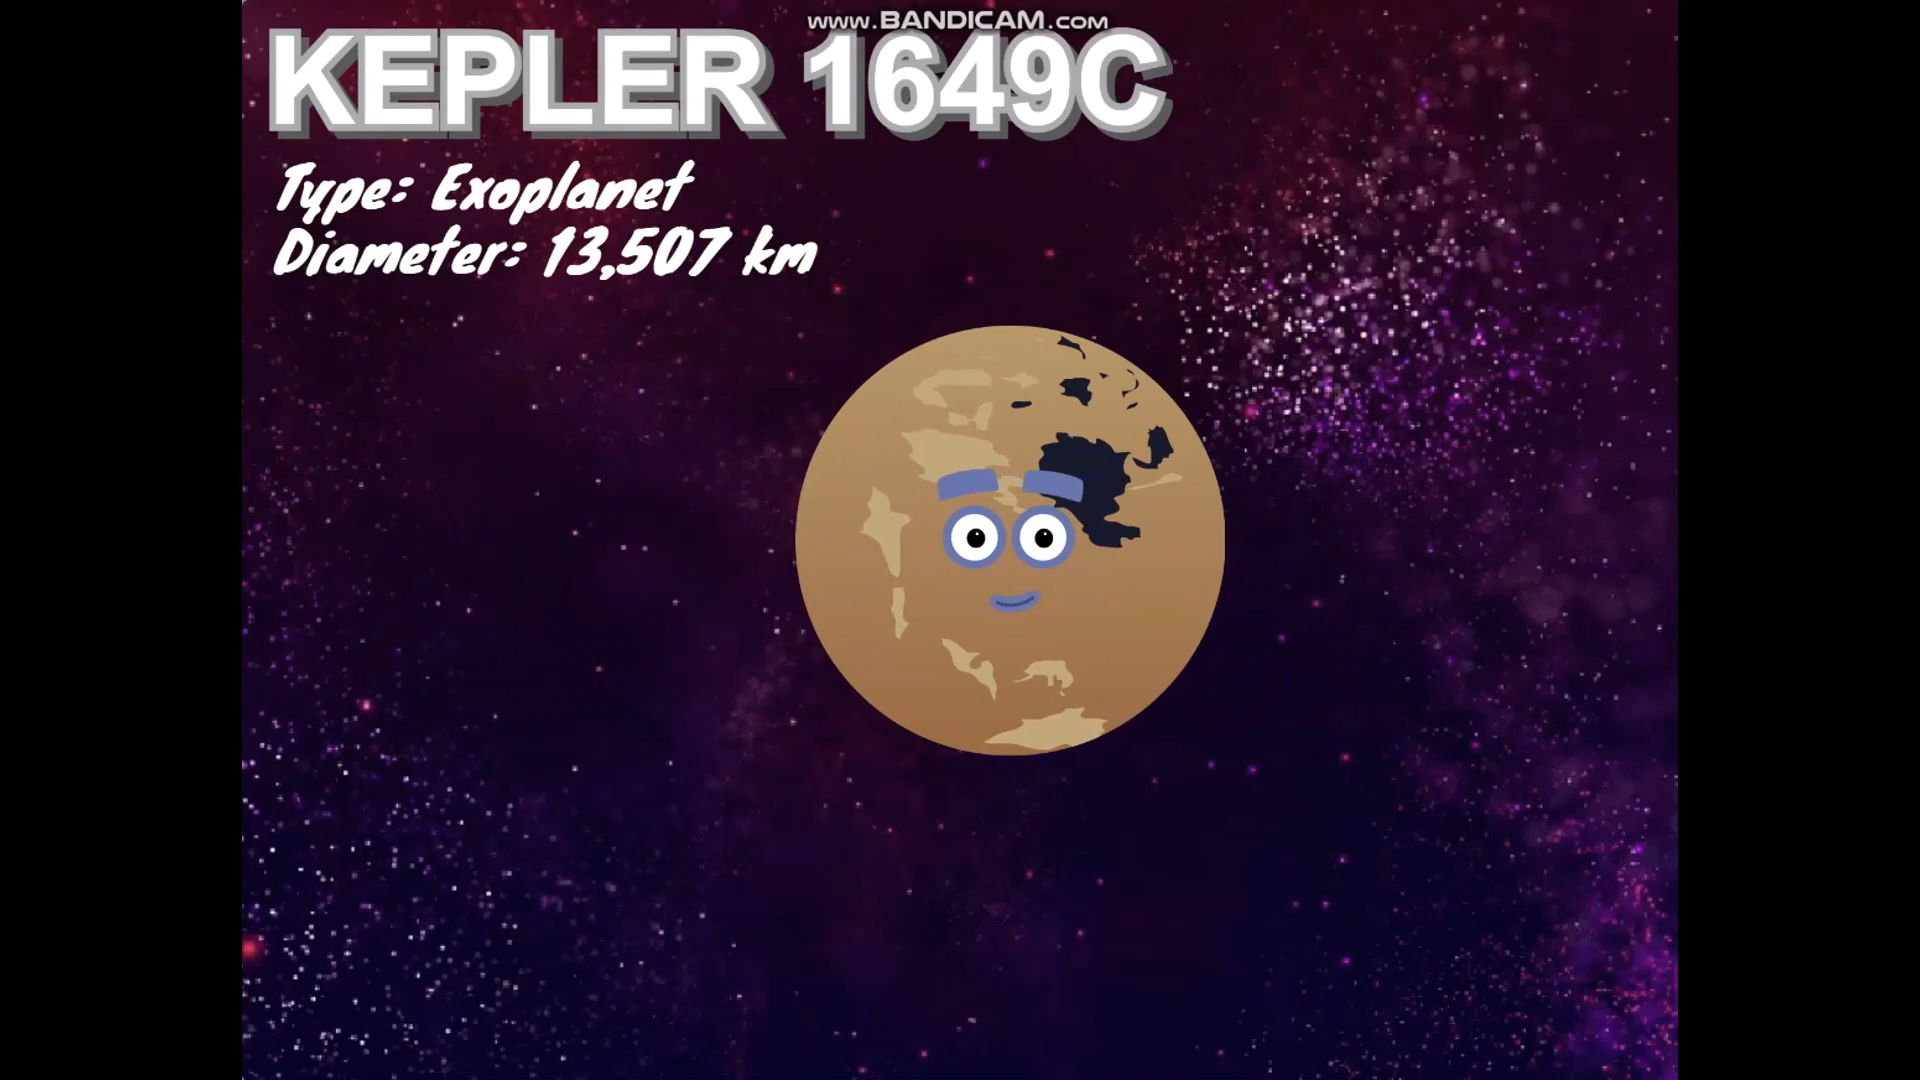 www.BANDICAM.com
KEPLER 1649C
Type: Exoplanet
Diameter: 13,507 km